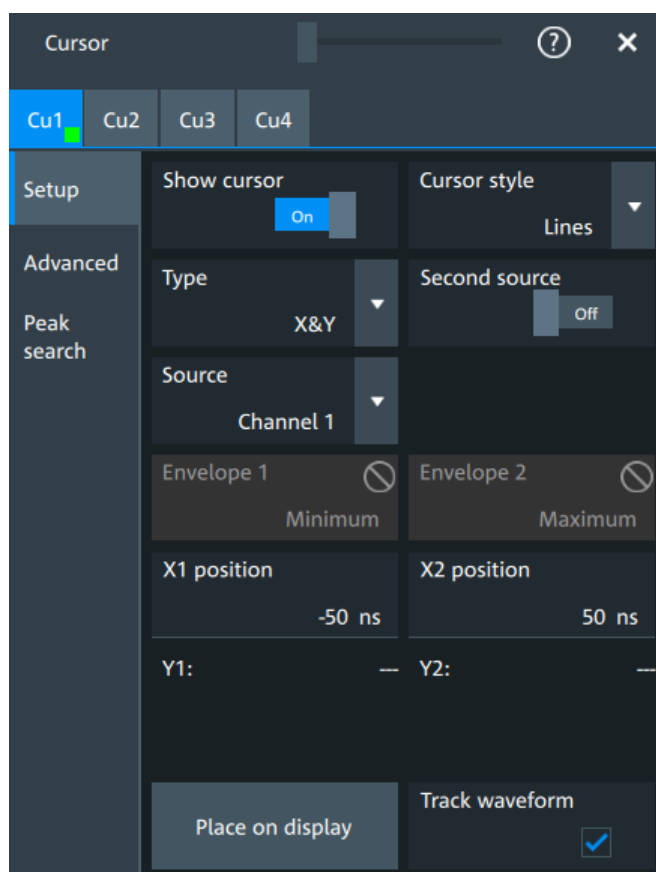 Cursor
?
Cu1 Cu2 Cu3 Cu4
Setup
Advanced
Peak
search
Show cursor
On
Cursor style
Lines
Type
X&Y
Second source
Off
Source
Channel 1
Envelope 1
Minimum
Envelope 2
Maximum
X1 position
-50 ns
X2 position
50 ns
Y1: ---
Y2: ---
Place on display
Track waveform